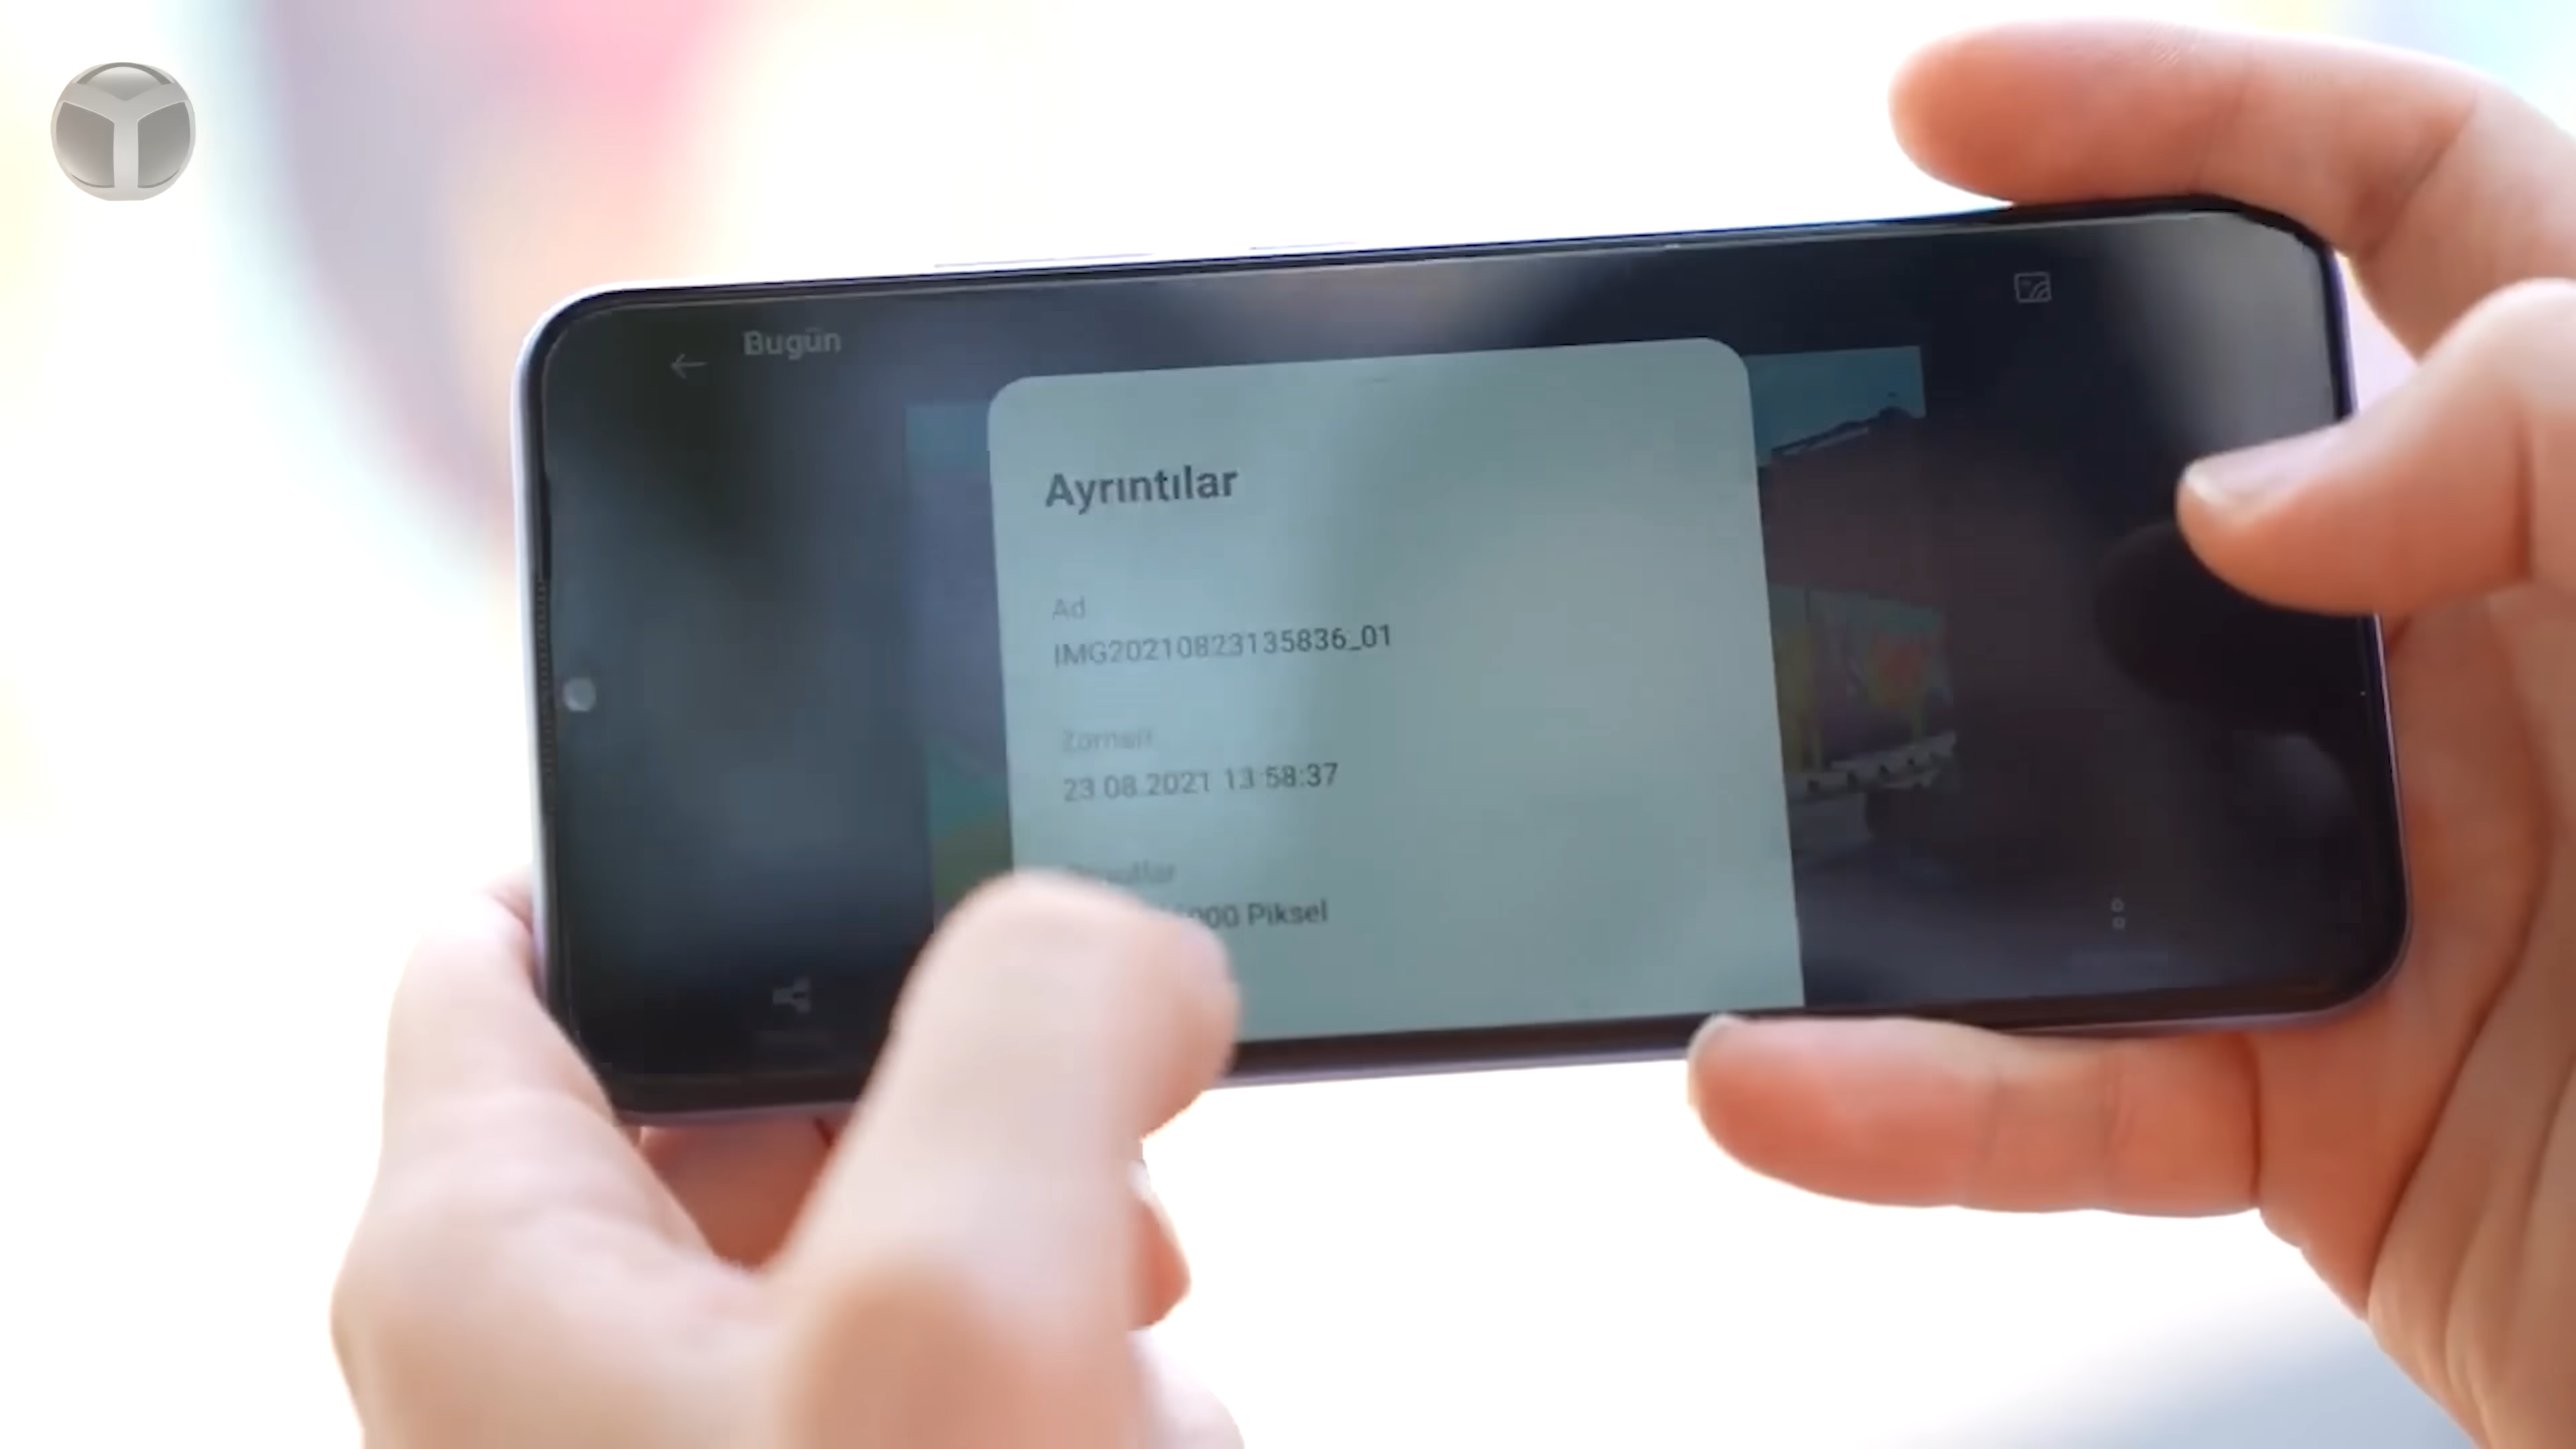 Bugün
Ayrıntılar
Ad
IMG20210823135836_01
Zaman
23.08.2021 13:58:37
Piksel